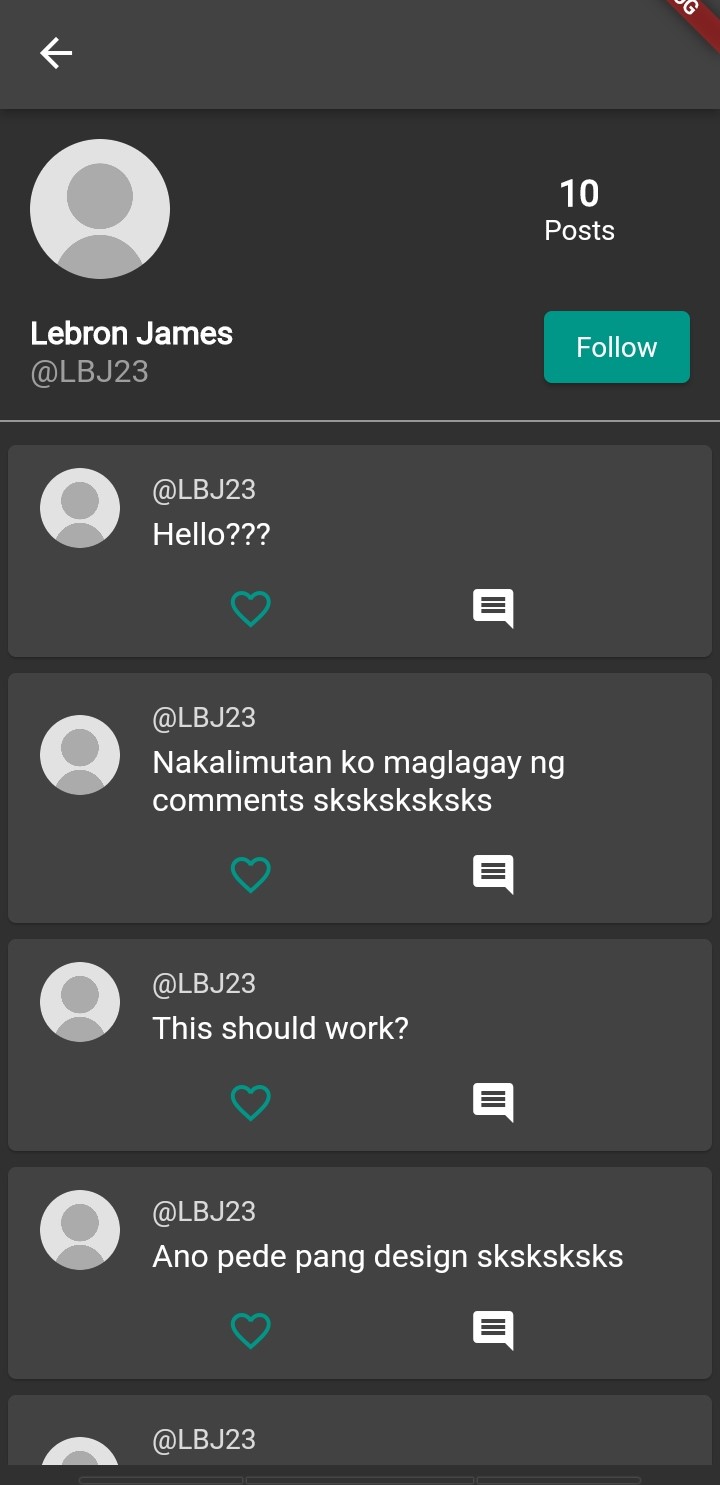 10
Posts
Lebron James
@LBJ23
Follow
@LBJ23
Hello???
@LBJ23
Nakalimutan ko maglagay ng
comments sksksksksks
@LBJ23
This should work?
@LBJ23
Ano pede pang design sksksksks
@LBJ23